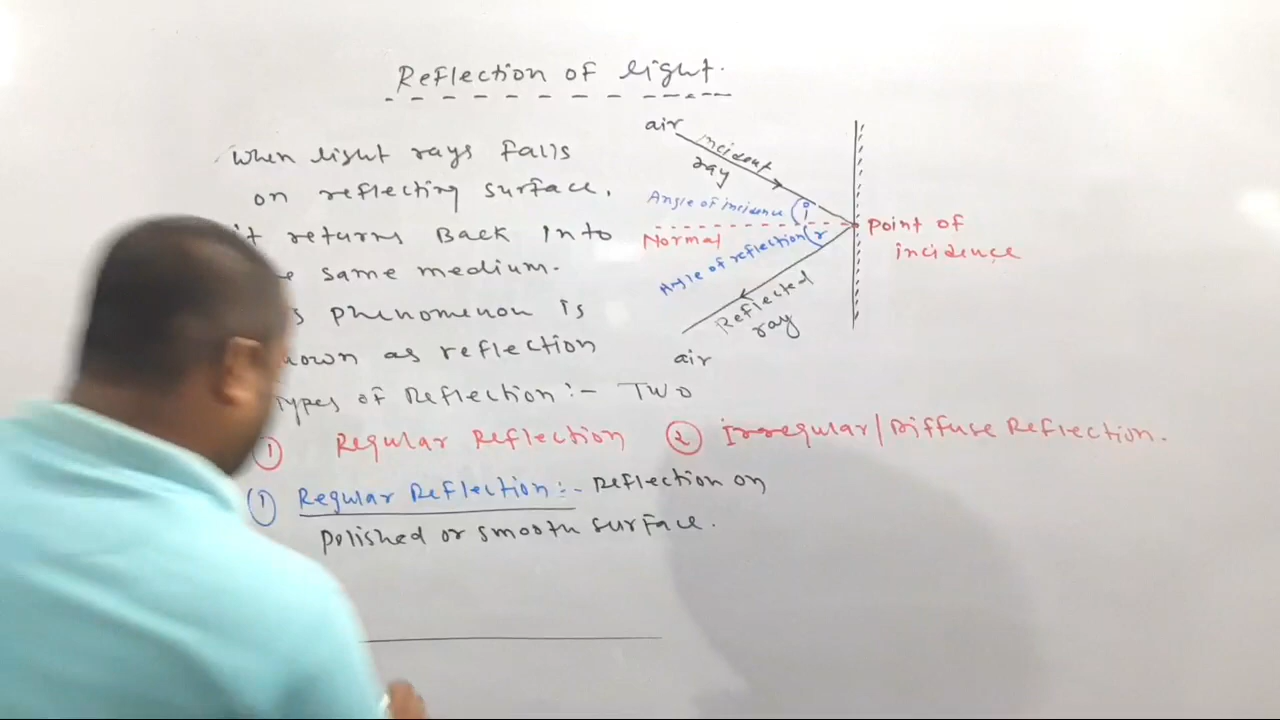 Reflection of light.
When light rays falls
on reflecting surface,
it returns Back into
same medium.
phenomenon is
as reflection
Types of Reflection:- Two
① Regular Reflection ② Irregular/Diffuse Reflection.
① Regular Reflection:- Reflection on
polished or smooth surface.
air
incident
ray
Angle of incidence i
Normal
Angle of reflection r
Reflected
ray
air
Point of
incidence